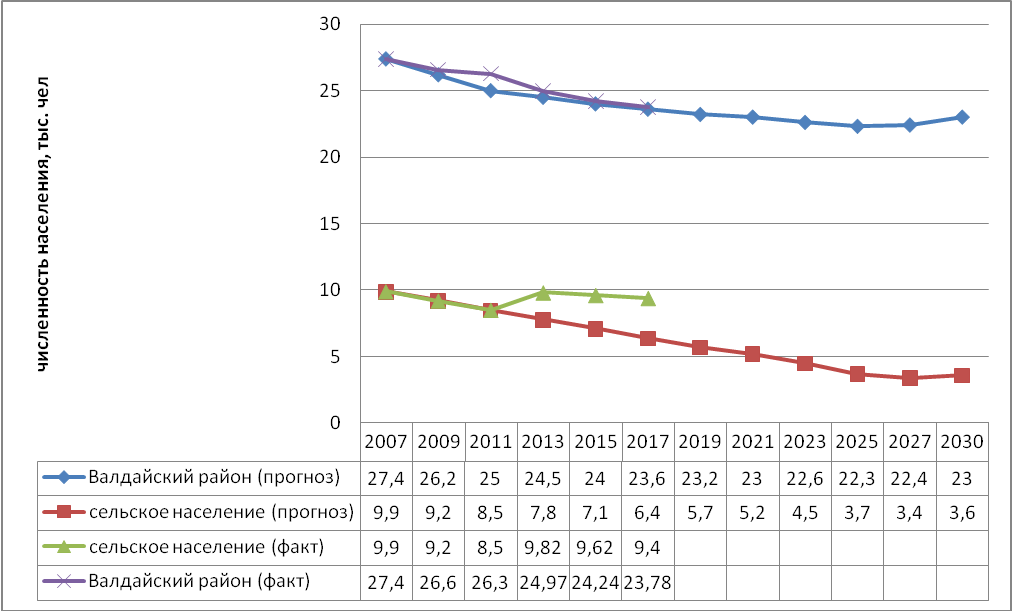 численность населения, тыс. чел
30
25
20
15
10
5
0
2007 2009 2011 2013 2015 2017 2019 2021 2023 2025 2027 2030
Валдайский район (прогноз) 27,4 26,2 25 24,5 24 23,6 23,2 23 22,6 22,3 22,4 23
сельское население (прогноз) 9,9 9,2 8,5 7,8 7,1 6,4 5,7 5,2 4,5 3,7 3,4 3,6
сельское население (факт) 9,9 9,2 8,5 9,82 9,62 9,4
Валдайский район (факт) 27,4 26,6 26,3 24,97 24,24 23,78